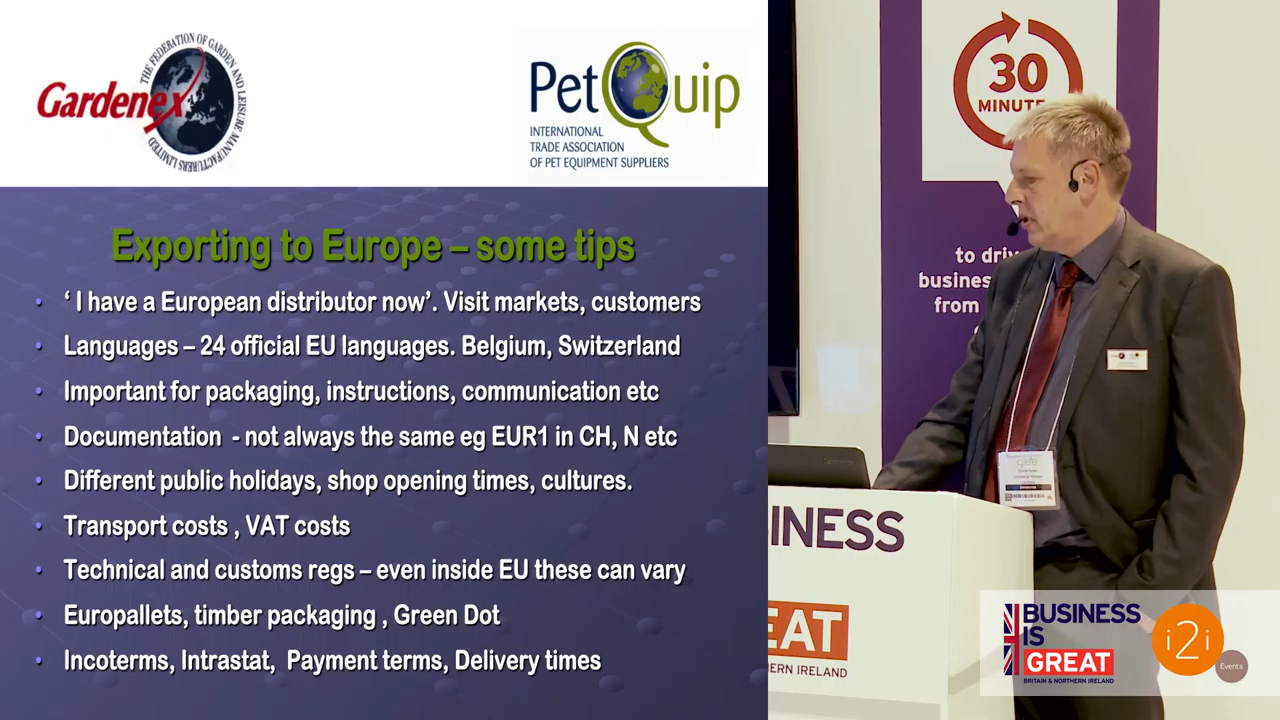 Gardenex
THE FEDERATION OF GARDEN AND LEISURE MANUFACTURERS LIMITED
PetQuip
INTERNATIONAL
TRADE ASSOCIATION
OF PET EQUIPMENT SUPPLIERS
Exporting to Europe – some tips
• ‘ I have a European distributor now’. Visit markets, customers
• Languages – 24 official EU languages. Belgium, Switzerland
• Important for packaging, instructions, communication etc
• Documentation - not always the same eg EUR1 in CH, N etc
• Different public holidays, shop opening times, cultures.
• Transport costs , VAT costs
• Technical and customs regs – even inside EU these can vary
• Europallets, timber packaging , Green Dot
• Incoterms, Intrastat, Payment terms, Delivery times
30
MINUTE
to driv
busines
from
INESS
EAT
ERN IRELAND
BUSINESS
IS
GREAT
BRITAIN & NORTHERN IRELAND
i2i
Events